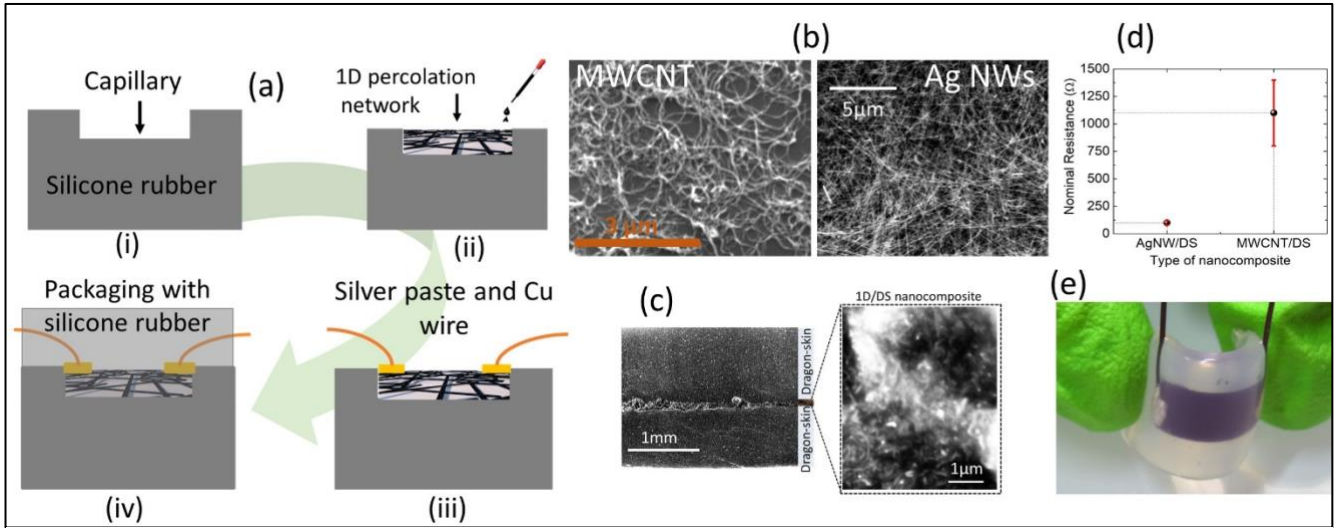 (a)
Capillary
Silicone rubber
(i)
1D percolation
network
(ii)
Packaging with
silicone rubber
(iv)
Silver paste and Cu
wire
(iii)
(b)
MWCNT
3 μm
Ag NWs
5μm
(c)
1mm
Dragon-skin
Dragon-skin
1D/DS nanocomposite
1μm
(d)
Nominal Resistance (Ω)
1500
1250
1000
750
500
250
0
AgNW/DS
MWCNT/DS
Type of nanocomposite
(e)